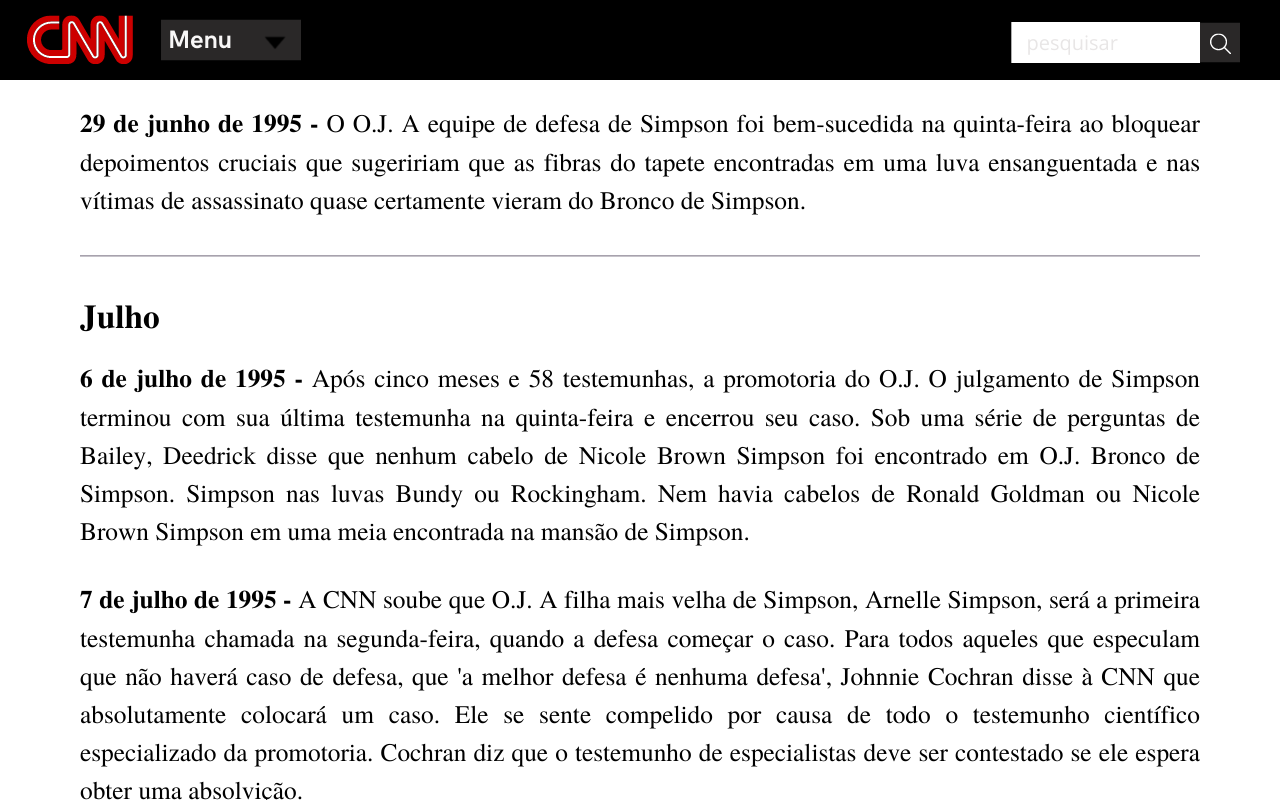 CNN
Menu
pesquisar
29 de junho de 1995 - O O.J. A equipe de defesa de Simpson foi bem-sucedida na quinta-feira ao bloquear
depoimentos cruciais que sugeririam que as fibras do tapete encontradas em uma luva ensanguentada e nas
vítimas de assassinato quase certamente vieram do Bronco de Simpson.
Julho
6 de julho de 1995 - Após cinco meses e 58 testemunhas, a promotoria do O.J. O julgamento de Simpson
terminou com sua última testemunha na quinta-feira e encerrou seu caso. Sob uma série de perguntas de
Bailey, Deedrick disse que nenhum cabelo de Nicole Brown Simpson foi encontrado em O.J. Bronco de
Simpson. Simpson nas luvas Bundy ou Rockingham. Nem havia cabelos de Ronald Goldman ou Nicole
Brown Simpson em uma meia encontrada na mansão de Simpson.
7 de julho de 1995 - A CNN soube que O.J. A filha mais velha de Simpson, Arnelle Simpson, será a primeira
testemunha chamada na segunda-feira, quando a defesa começar o caso. Para todos aqueles que especulam
que não haverá caso de defesa, que 'a melhor defesa é nenhuma defesa', Johnnie Cochran disse à CNN que
absolutamente colocará um caso. Ele se sente compelido por causa de todo o testemunho científico
especializado da promotoria. Cochran diz que o testemunho de especialistas deve ser contestado se ele espera
obter uma absolvição.